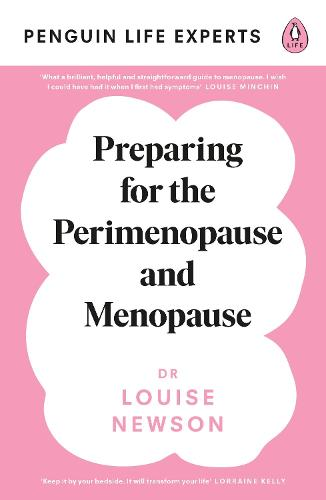 PENGUIN LIFE EXPERTS
LIFE
'What a brilliant, helpful and straightforward guide to menopause. I wish
I could have had it when I first had symptoms' LOUISE MINCHIN
Preparing
for the
Perimenopause
and
Menopause
DR
LOUISE
NEWSON
'Keep it by your bedside. It will transform your life' LORRAINE KELLY